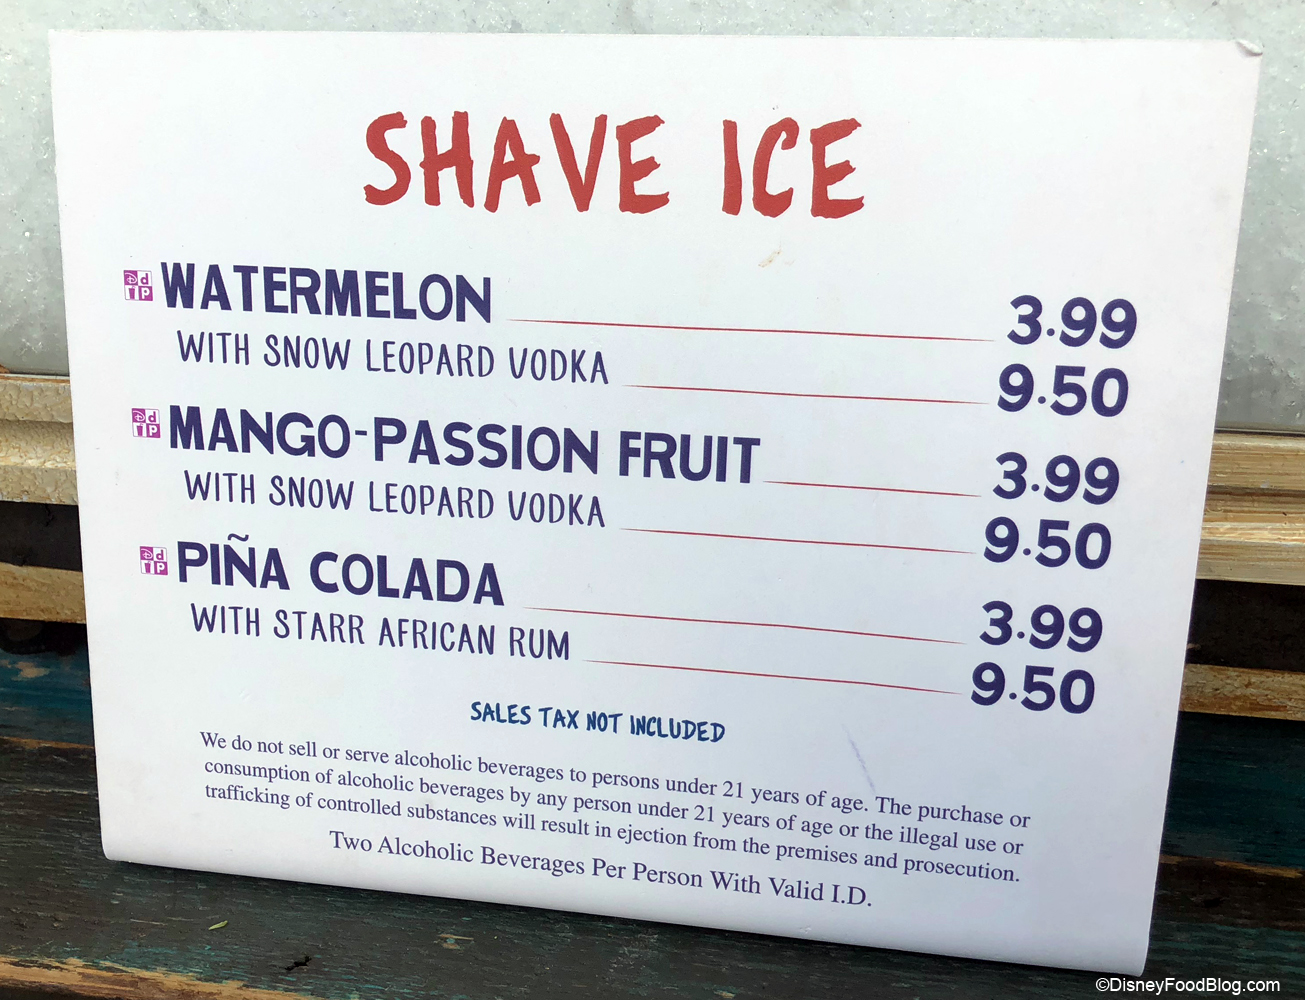 SHAVE ICE
DdIP WATERMELON 3.99
WITH SNOW LEOPARD VODKA 9.50
DdIP MANGO-PASSION FRUIT 3.99
WITH SNOW LEOPARD VODKA 9.50
DdIP PIÑA COLADA 3.99
WITH STARR AFRICAN RUM 9.50
SALES TAX NOT INCLUDED
We do not sell or serve alcoholic beverages to persons under 21 years of age. The purchase or
consumption of alcoholic beverages by any person under 21 years of age or the illegal use or
trafficking of controlled substances will result in ejection from the premises and prosecution.
Two Alcoholic Beverages Per Person With Valid I.D.
©DisneyFoodBlog.com